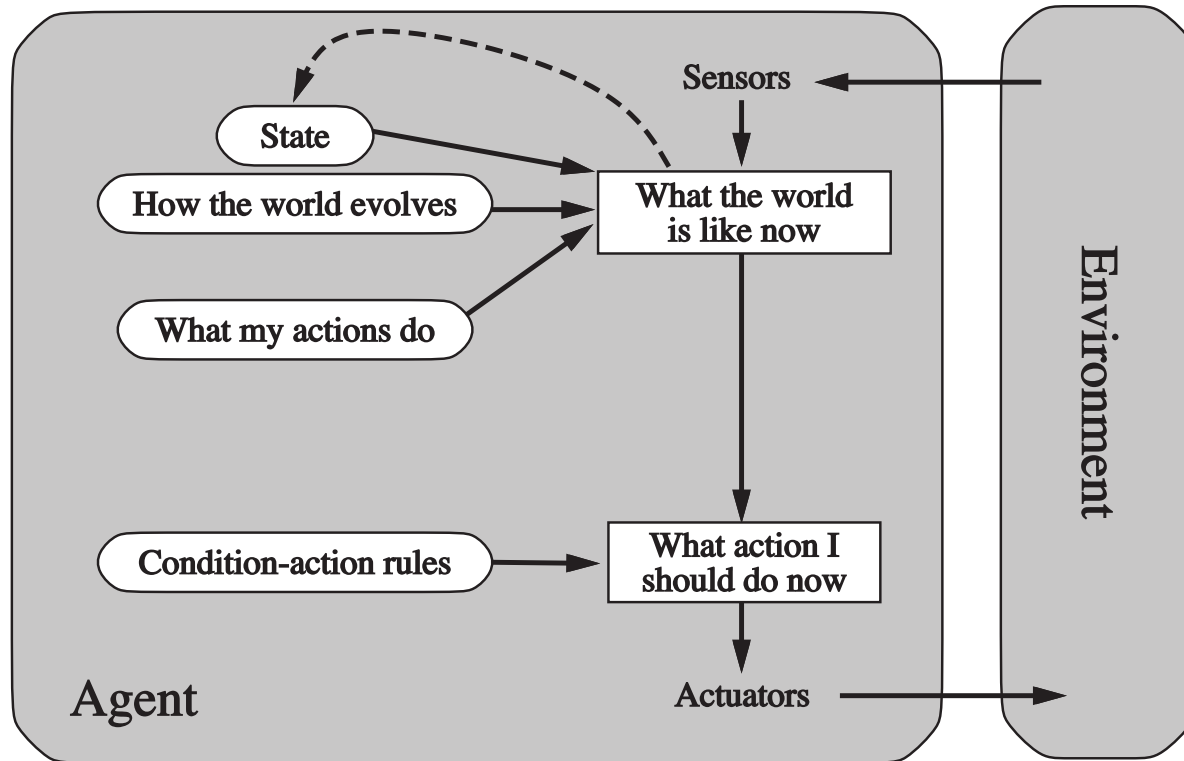 Sensors
State
What the world
is like now
How the world evolves
What my actions do
Environment
What action I
should do now
Condition-action rules
Agent
Actuators